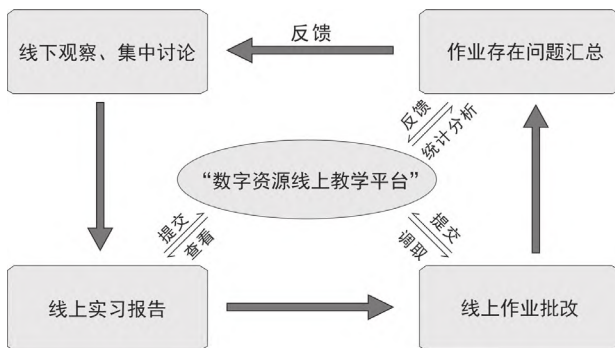 线下观察、集中讨论
反馈
作业存在问题汇总
反馈
统计分析
“数字资源线上教学平台”
提交
查看
提交
调取
线上实习报告
线上作业批改